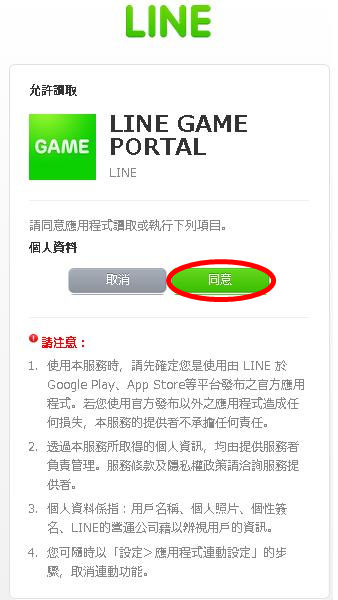 LINE
允許讀取
GAME
LINE GAME
PORTAL
LINE
請同意應用程式讀取或執行下列項目。
個人資料
取消
同意
請注意：
1. 使用本服務時，請先確定您是使用由 LINE 於
Google Play、App Store等平台發布之官方應用
程式。若您使用官方發布以外之應用程式造成任
何損失，本服務的提供者不承擔任何責任。
2. 透過本服務所取得的個人資訊，均由提供服務者
負責管理。服務條款及隱私權政策請洽詢服務提
供者。
3. 個人資料係指：用戶名稱、個人照片、個性簽
名、LINE的營運公司藉以辨視用戶的資訊。
4. 您可隨時以「設定＞應用程式連動設定」的步
驟，取消連動功能。